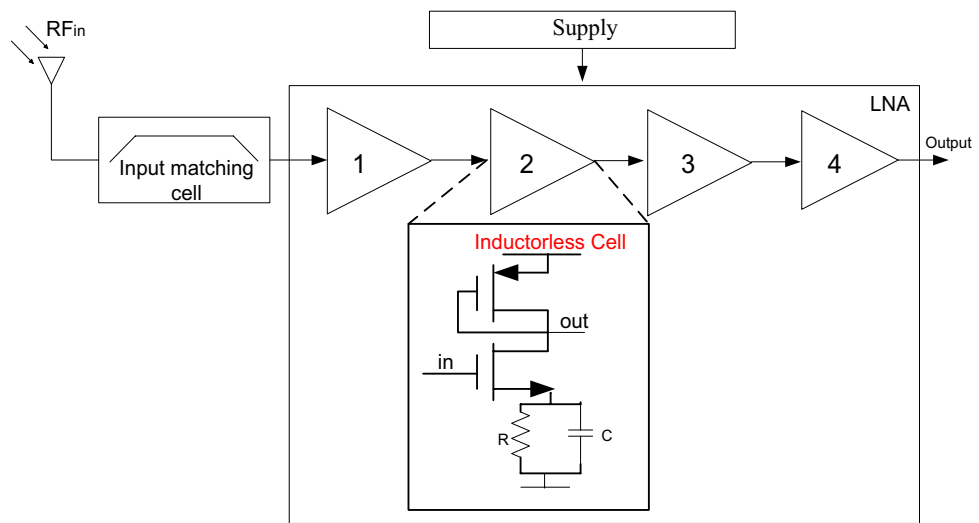 RFin
Supply
LNA
Input matching
cell
1
2
3
4
Output
Inductorless Cell
out
in
R
C